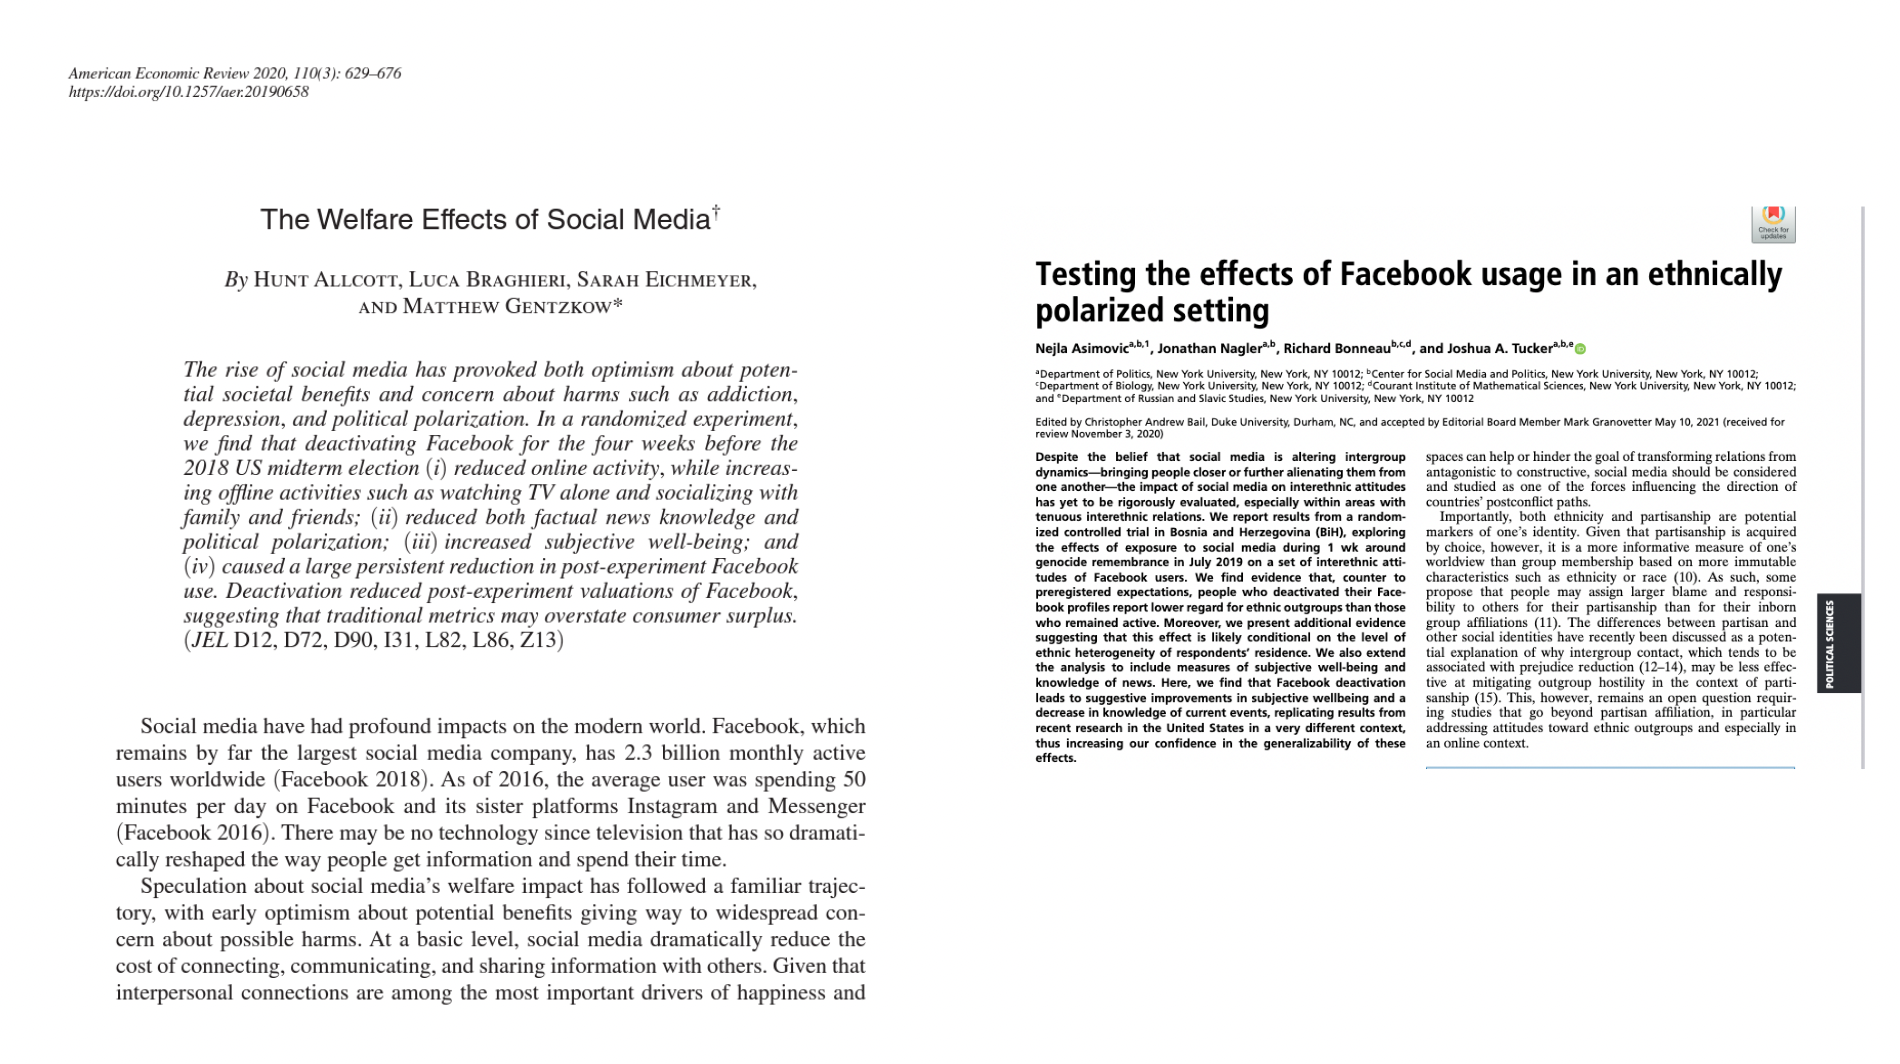 American Economic Review 2020, 110(3): 629–676
https://doi.org/10.1257/aer.20190658
The Welfare Effects of Social Media†
By Hunt Allcott, Luca Braghieri, Sarah Eichmeyer,
and Matthew Gentzkow*
The rise of social media has provoked both optimism about poten-
tial societal benefits and concern about harms such as addiction,
depression, and political polarization. In a randomized experiment,
we find that deactivating Facebook for the four weeks before the
2018 US midterm election (i) reduced online activity, while increas-
ing offline activities such as watching TV alone and socializing with
family and friends; (ii) reduced both factual news knowledge and
political polarization; (iii) increased subjective well-being; and
(iv) caused a large persistent reduction in post-experiment Facebook
use. Deactivation reduced post-experiment valuations of Facebook,
suggesting that traditional metrics may overstate consumer surplus.
(JEL D12, D72, D90, I31, L82, L86, Z13)
Social media have had profound impacts on the modern world. Facebook, which
remains by far the largest social media company, has 2.3 billion monthly active
users worldwide (Facebook 2018). As of 2016, the average user was spending 50
minutes per day on Facebook and its sister platforms Instagram and Messenger
(Facebook 2016). There may be no technology since television that has so dramati-
cally reshaped the way people get information and spend their time.
Speculation about social media's welfare impact has followed a familiar trajec-
tory, with early optimism about potential benefits giving way to widespread con-
cern about possible harms. At a basic level, social media dramatically reduce the
cost of connecting, communicating, and sharing information with others. Given that
interpersonal connections are among the most important drivers of happiness and
Check for
updates
Testing the effects of Facebook usage in an ethnically
polarized setting
Nejla Asimovic a,b,1, Jonathan Nagler a,b, Richard Bonneau b,c,d, and Joshua A. Tucker a,b,e
aDepartment of Politics, New York University, New York, NY 10012; bCenter for Social Media and Politics, New York University, New York, NY 10012;
cDepartment of Biology, New York University, New York, NY 10012; dCourant Institute of Mathematical Sciences, New York University, New York, NY 10012;
and eDepartment of Russian and Slavic Studies, New York University, New York, NY 10012
Edited by Christopher Andrew Bail, Duke University, Durham, NC, and accepted by Editorial Board Member Mark Granovetter May 10, 2021 (received for
review November 3, 2020)
Despite the belief that social media is altering intergroup
dynamics—bringing people closer or further alienating them from
one another—the impact of social media on interethnic attitudes
has yet to be rigorously evaluated, especially within areas with
tenuous interethnic relations. We report results from a random-
ized controlled trial in Bosnia and Herzegovina (BiH), exploring
the effects of exposure to social media during 1 wk around
genocide remembrance in July 2019 on a set of interethnic atti-
tudes of Facebook users. We find evidence that, counter to
preregistered expectations, people who deactivated their Face-
book profiles report lower regard for ethnic outgroups than those
who remained active. Moreover, we present additional evidence
suggesting that this effect is likely conditional on the level of
ethnic heterogeneity of respondents' residence. We also extend
the analysis to include measures of subjective well-being and
knowledge of news. Here, we find that Facebook deactivation
leads to suggestive improvements in subjective wellbeing and a
decrease in knowledge of current events, replicating results from
recent research in the United States in a very different context,
thus increasing our confidence in the generalizability of these
effects.
spaces can help or hinder the goal of transforming relations from
antagonistic to constructive, social media should be considered
and studied as one of the forces influencing the direction of
countries' postconflict paths.
Importantly, both ethnicity and partisanship are potential
markers of one's identity. Given that partisanship is acquired
by choice, however, it is a more informative measure of one's
worldview than group membership based on more immutable
characteristics such as ethnicity or race (10). As such, some
propose that people may assign larger blame and responsi-
bility to others for their partisanship than for their inborn
group affiliations (11). The differences between partisan and
other social identities have recently been discussed as a poten-
tial explanation of why intergroup contact, which tends to be
associated with prejudice reduction (12–14), may be less effec-
tive at mitigating outgroup hostility in the context of parti-
sanship (15). This, however, remains an open question requir-
ing studies that go beyond partisan affiliation, in particular
addressing attitudes toward ethnic outgroups and especially in
an online context.
POLITICAL SCIENCES